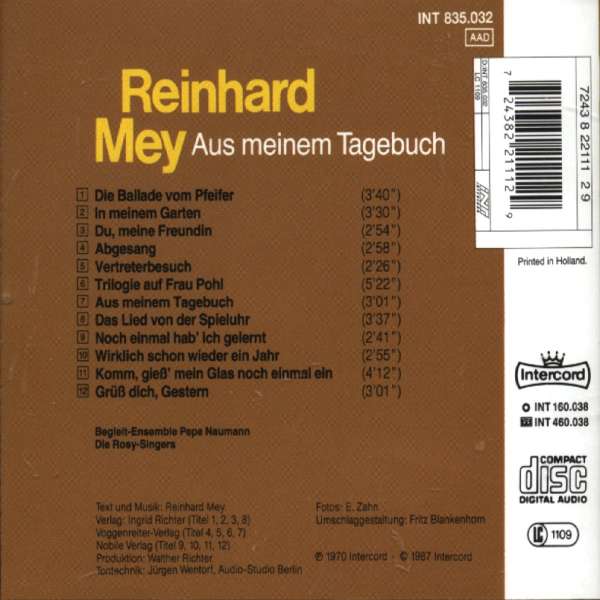 INT 835.032
AAD
Reinhard
Mey Aus meinem Tagebuch
1 Die Ballade vom Pfeifer (3'40")
2 In meinem Garten (3'30")
3 Du, meine Freundin (2'54")
4 Abgesang (2'58")
5 Vertreterbesuch (2'26")
6 Trilogie auf Frau Pohl (5'22")
7 Aus meinem Tagebuch (3'01")
8 Das Lied von der Spieluhr (3'37")
9 Noch einmal hab' ich gelernt (2'41")
10 Wirklich schon wieder ein Jahr (2'55")
11 Komm, gieß' mein Glas noch einmal ein (4'12")
12 Grüß dich, Gestern (3'01")
Begleit-Ensemble Pepe Naumann
Die Rosy-Singers
Text und Musik: Reinhard Mey
Verlag: Ingrid Richter (Titel 1, 2, 3, 8)
Voggenreiter-Verlag (Titel 4, 5, 6, 7)
Nobile Verlag (Titel 9, 10, 11, 12)
Produktion: Walther Richter
Tontechnik: Jürgen Wentorf, Audio-Studio Berlin
Fotos: E. Zahn
Umschlaggestaltung: Fritz Blankenhorn
℗ 1970 Intercord · © 1987 Intercord
D: INT 835.032
LC 1109
7 24382 21112 9
7243 8 22111 2 9
Printed in Holland.
Intercord
INT 160.038
INT 460.038
COMPACT
disc
DIGITAL AUDIO
LC 1109